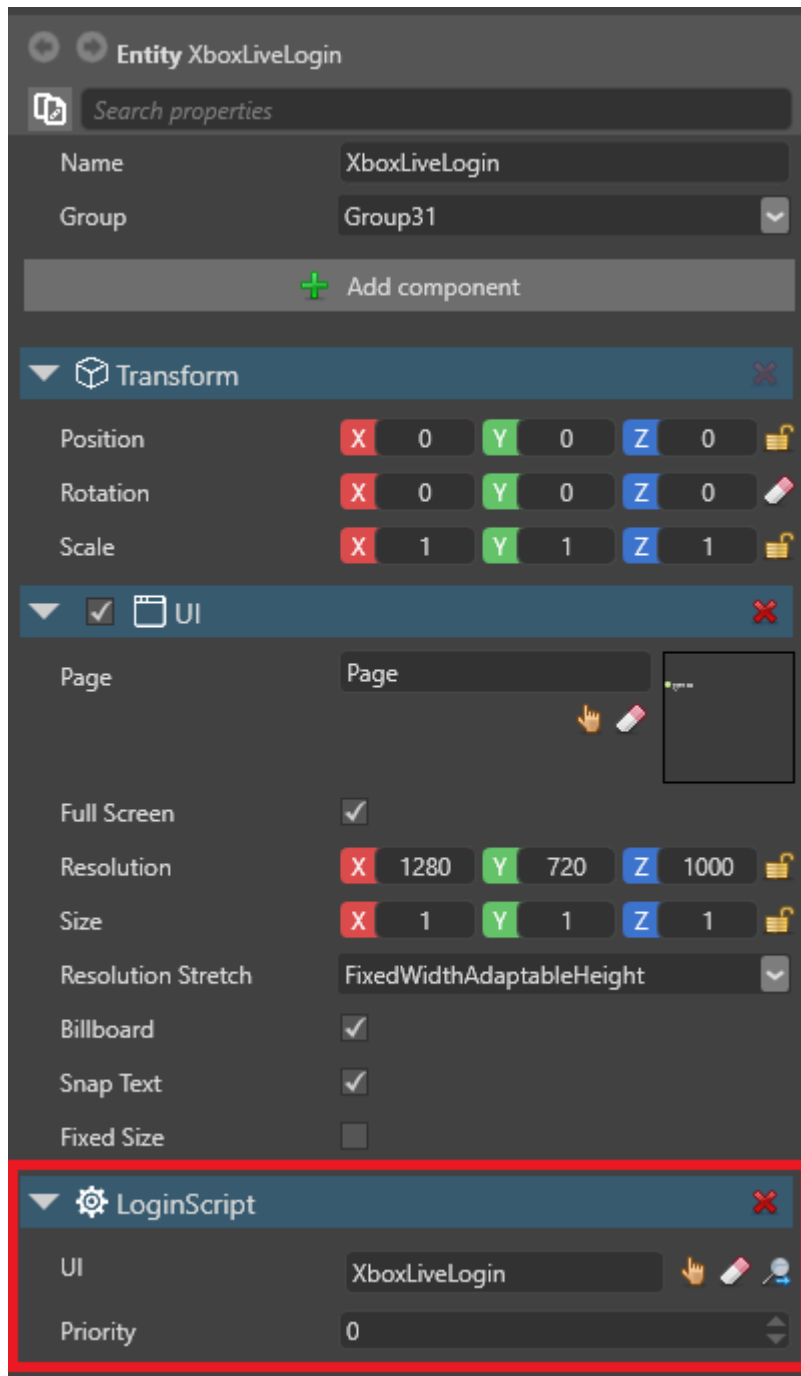 Entity XboxLiveLogin
Search properties
Name XboxLiveLogin
Group Group31
Add component
Transform
Position X 0 Y 0 Z 0
Rotation X 0 Y 0 Z 0
Scale X 1 Y 1 Z 1
UI
Page Page
Full Screen
Resolution X 1280 Y 720 Z 1000
Size X 1 Y 1 Z 1
Resolution Stretch FixedWidthAdaptableHeight
Billboard
Snap Text
Fixed Size
LoginScript
UI XboxLiveLogin
Priority 0